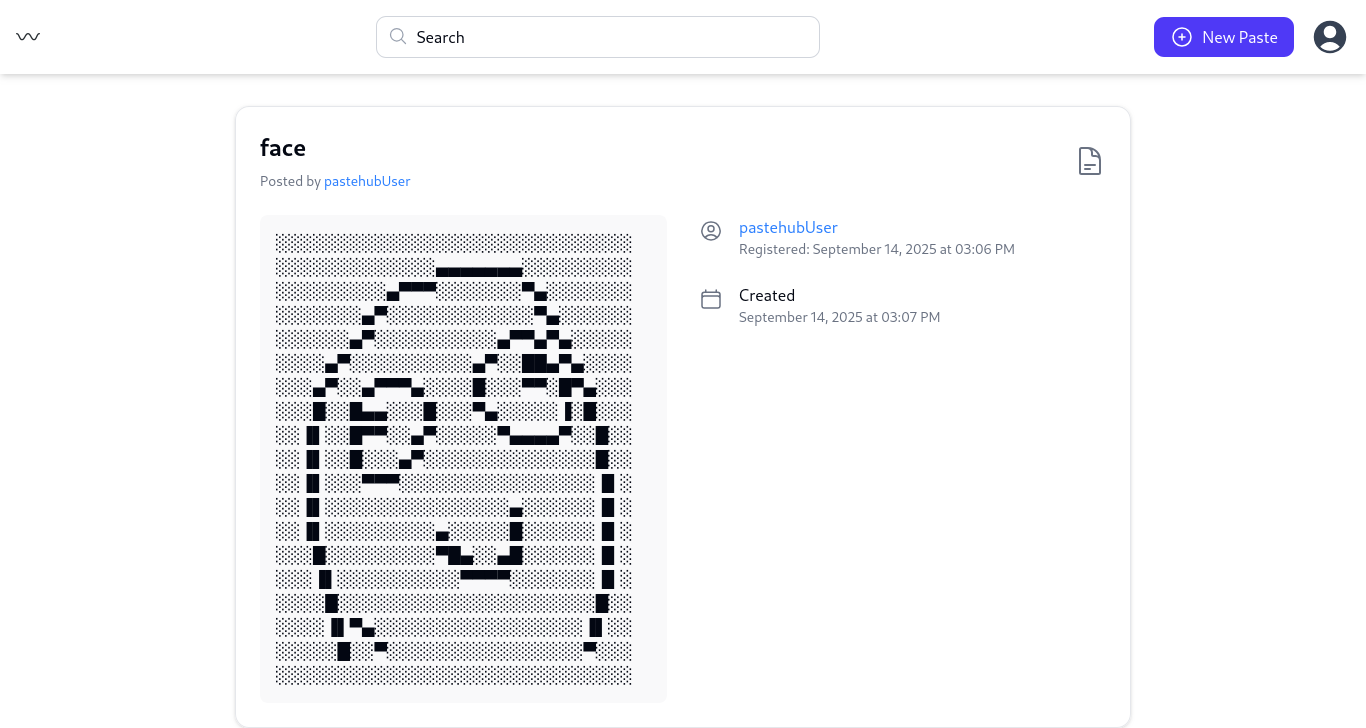 Search
New Paste
face
Posted by pastehubUser
pastehubUser
Registered: September 14, 2025 at 03:06 PM
Created
September 14, 2025 at 03:07 PM